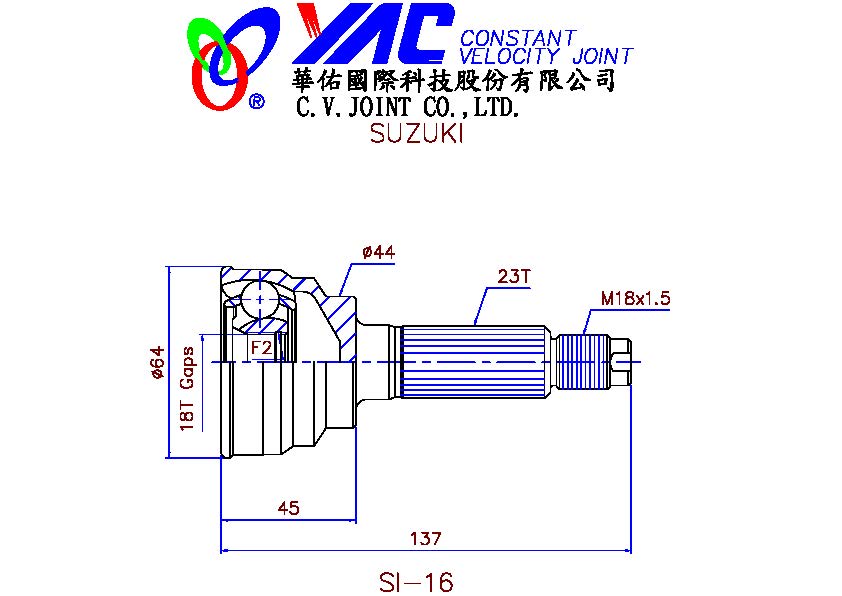 YAC CONSTANT
VELOCITY JOINT
®
華佑國際科技股份有限公司
C.V.JOINT CO.,LTD.
SUZUKI
ø44
23T
M18x1.5
F2
ø64
18T Gaps
45
137
SI-16